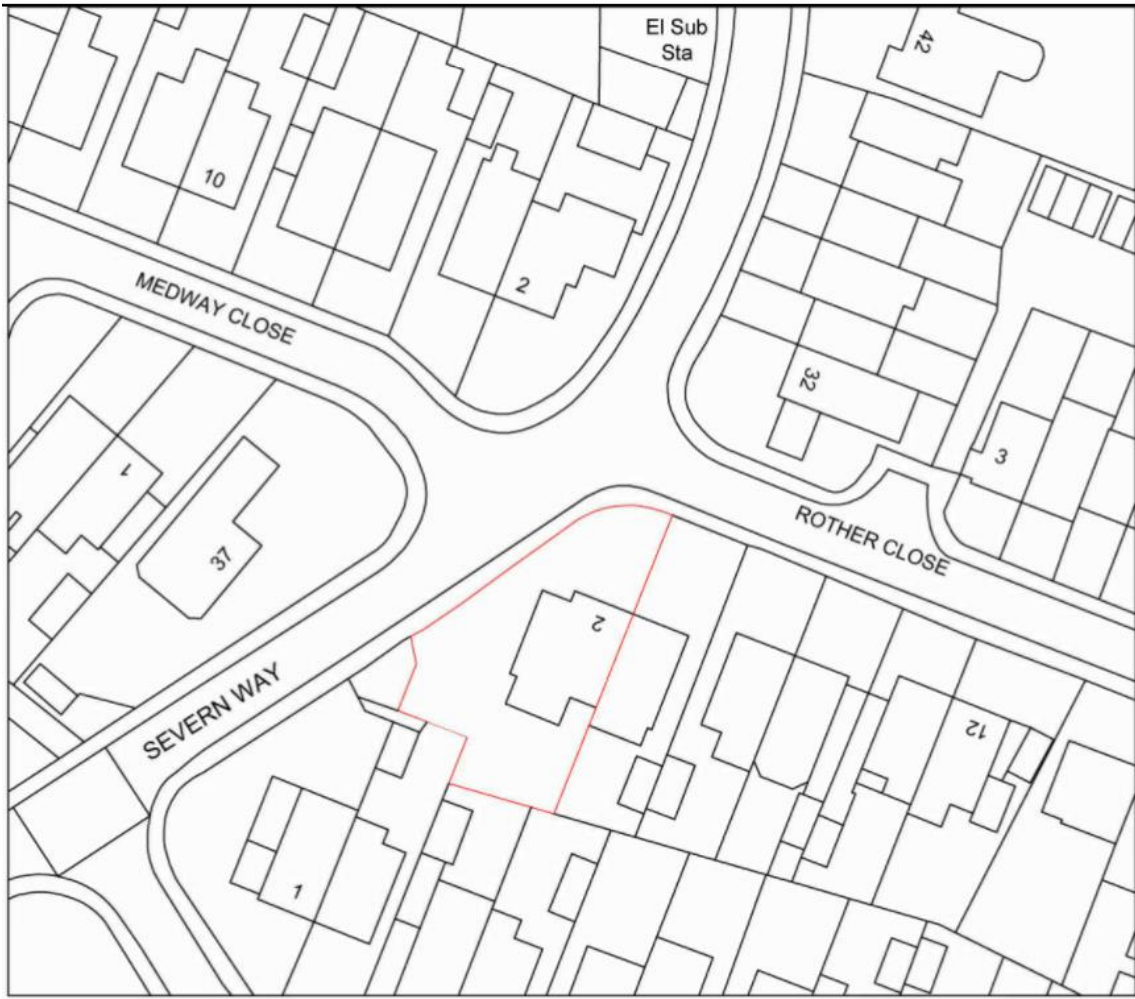 El Sub
Sta
42
10
2
MEDWAY CLOSE
32
1
3
37
ROTHER CLOSE
2
SEVERN WAY
12
1